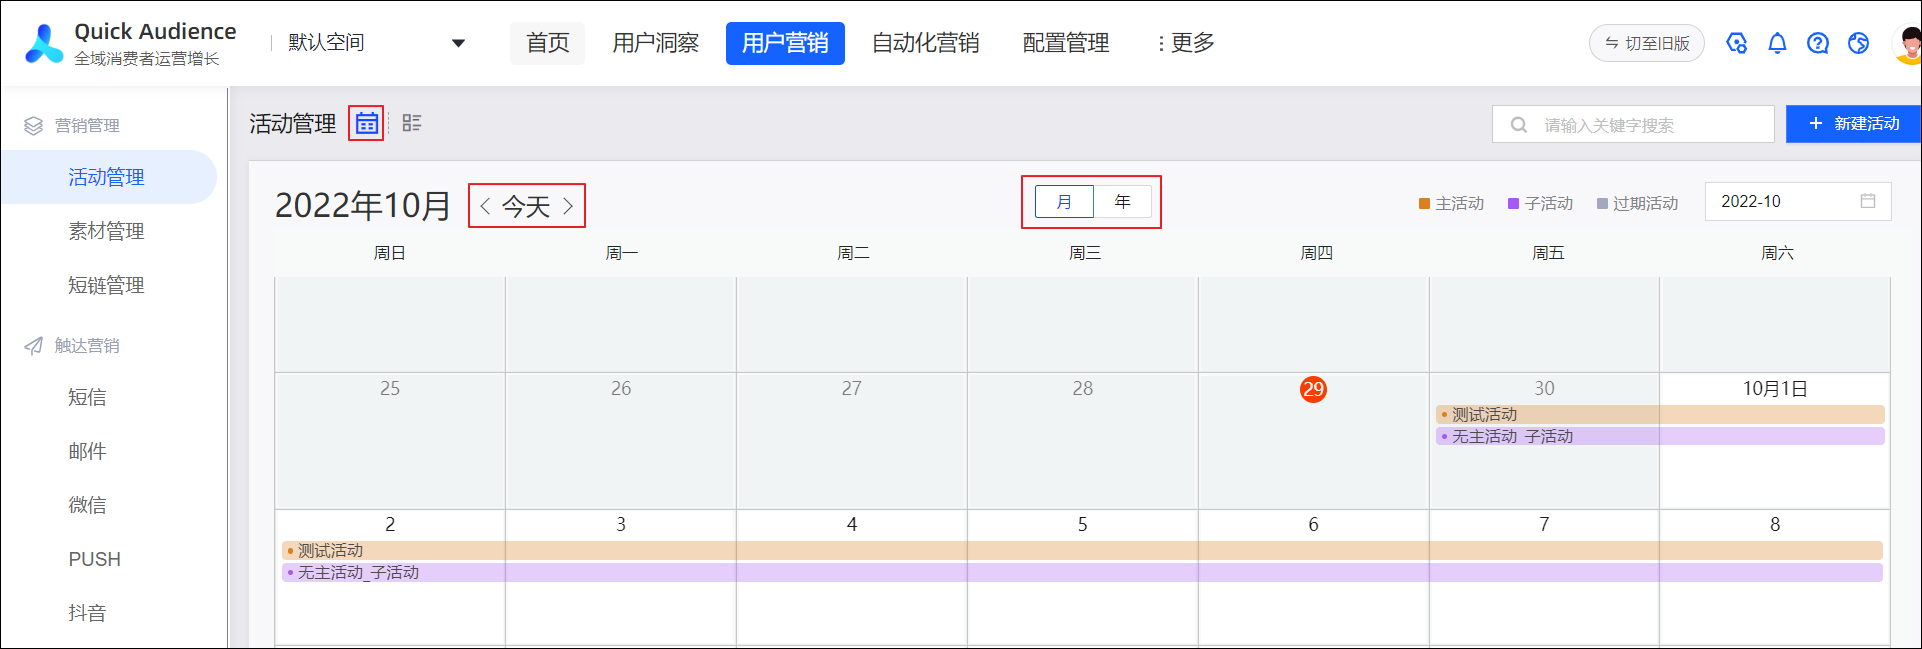 Quick Audience
全域消费者运营增长
默认空间
首页
用户洞察
用户营销
自动化营销
配置管理
更多
切至旧版
营销管理
活动管理
素材管理
短链管理
触达营销
短信
邮件
微信
PUSH
抖音
活动管理
请输入关键字搜索
+ 新建活动
2022年10月
< 今天 >
月
年
主活动
子活动
过期活动
2022-10
周日 周一 周二 周三 周四 周五 周六
25 26 27 28 29 30 10月1日
测试活动
无主活动_子活动
2 3 4 5 6 7 8
测试活动
无主活动_子活动